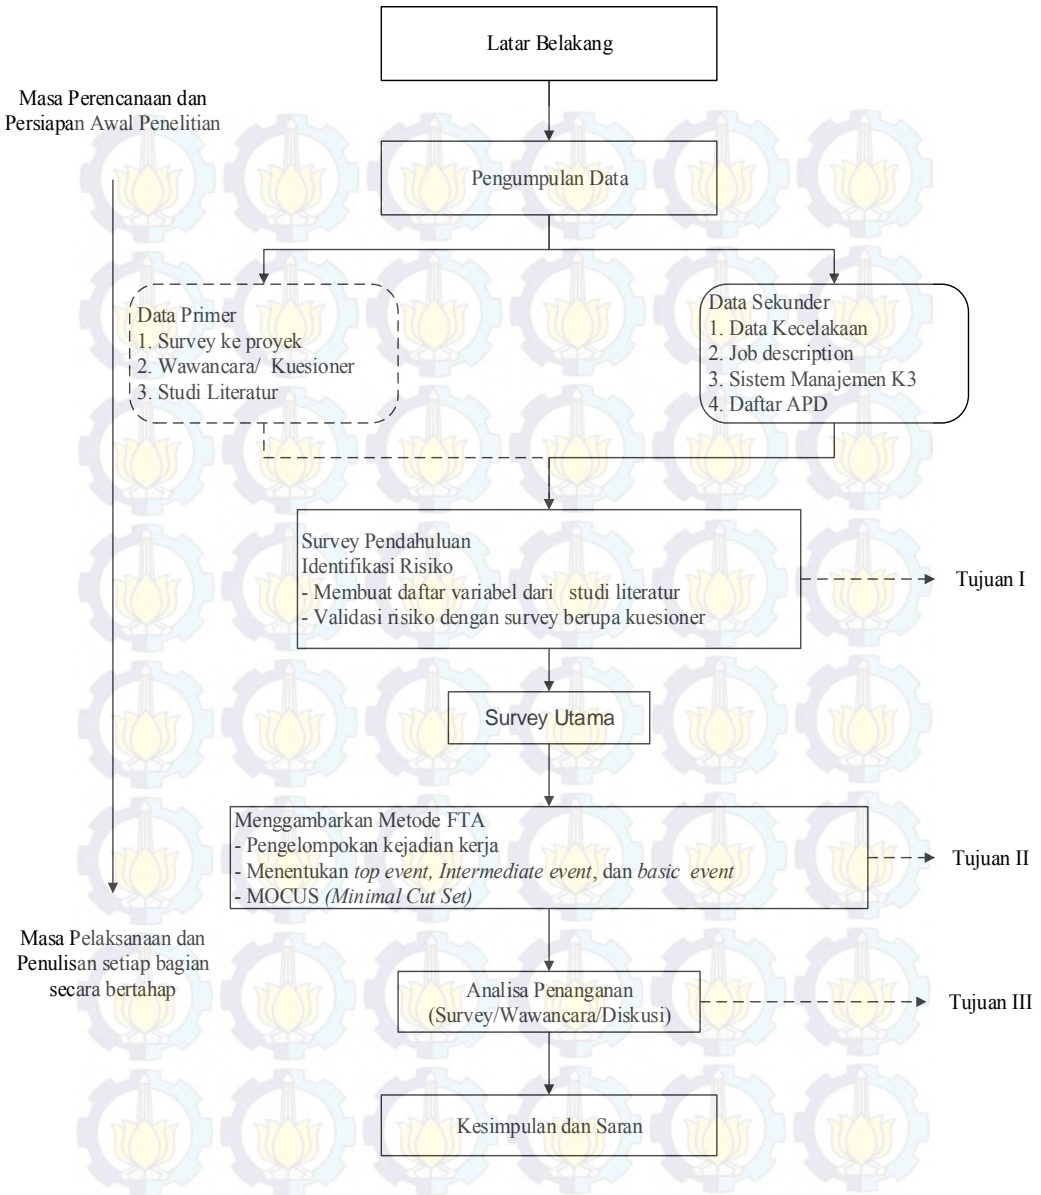 Latar Belakang
Masa Perencanaan dan
Persiapan Awal Penelitian
Pengumpulan Data
Data Primer
1. Survey ke proyek
2. Wawancara/ Kuesioner
3. Studi Literatur
Data Sekunder
1. Data Kecelakaan
2. Job description
3. Sistem Manajemen K3
4. Daftar APD
Survey Pendahuluan
Identifikasi Risiko
- Membuat daftar variabel dari studi literatur
- Validasi risiko dengan survey berupa kuesioner
Tujuan I
Survey Utama
Menggambarkan Metode FTA
- Pengelompokan kejadian kerja
- Menentukan top event, Intermediate event, dan basic event
- MOCUS (Minimal Cut Set)
Tujuan II
Masa Pelaksanaan dan
Penulisan setiap bagian
secara bertahap
Analisa Penanganan
(Survey/Wawancara/Diskusi)
Tujuan III
Kesimpulan dan Saran